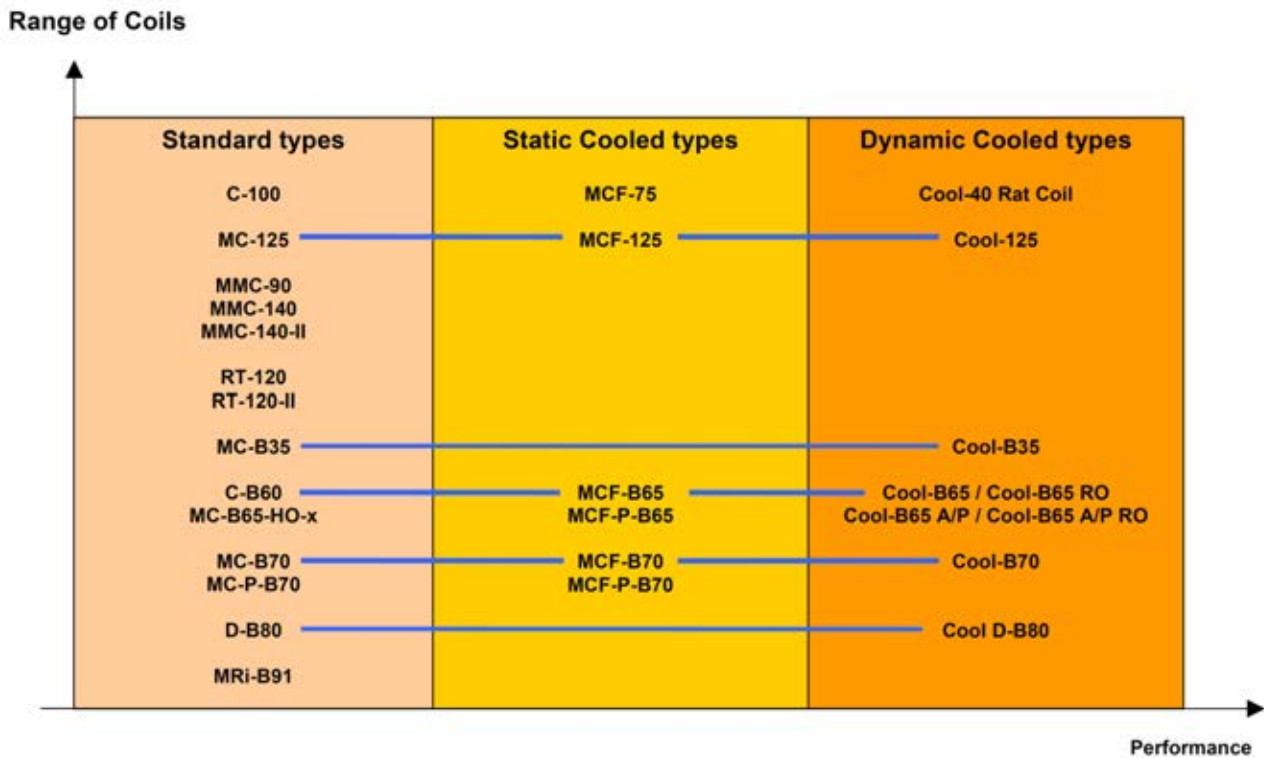 Range of Coils
Standard types
Static Cooled types
Dynamic Cooled types
C-100
MCF-75
Cool-40 Rat Coil
MC-125
MCF-125
Cool-125
MMC-90
MMC-140
MMC-140-II
RT-120
RT-120-II
MC-B35
Cool-B35
C-B60
MCF-B65
Cool-B65 / Cool-B65 RO
MC-B65-HO-x
MCF-P-B65
Cool-B65 A/P / Cool-B65 A/P RO
MC-B70
MCF-B70
Cool-B70
MC-P-B70
MCF-P-B70
D-B80
Cool D-B80
MRi-B91
Performance